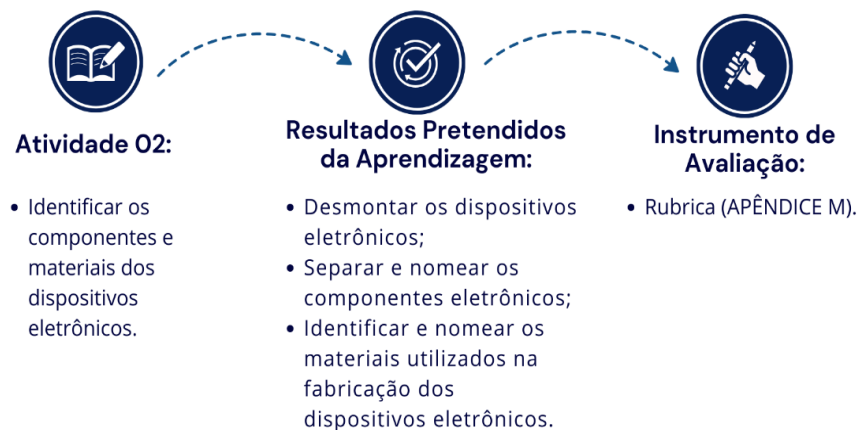 Atividade 02:
• Identificar os
componentes e
materiais dos
dispositivos
eletrônicos.
Resultados Pretendidos
da Aprendizagem:
• Desmontar os dispositivos
eletrônicos;
• Separar e nomear os
componentes eletrônicos;
• Identificar e nomear os
materiais utilizados na
fabricação dos
dispositivos eletrônicos.
Instrumento de
Avaliação:
• Rubrica (APÊNDICE M).